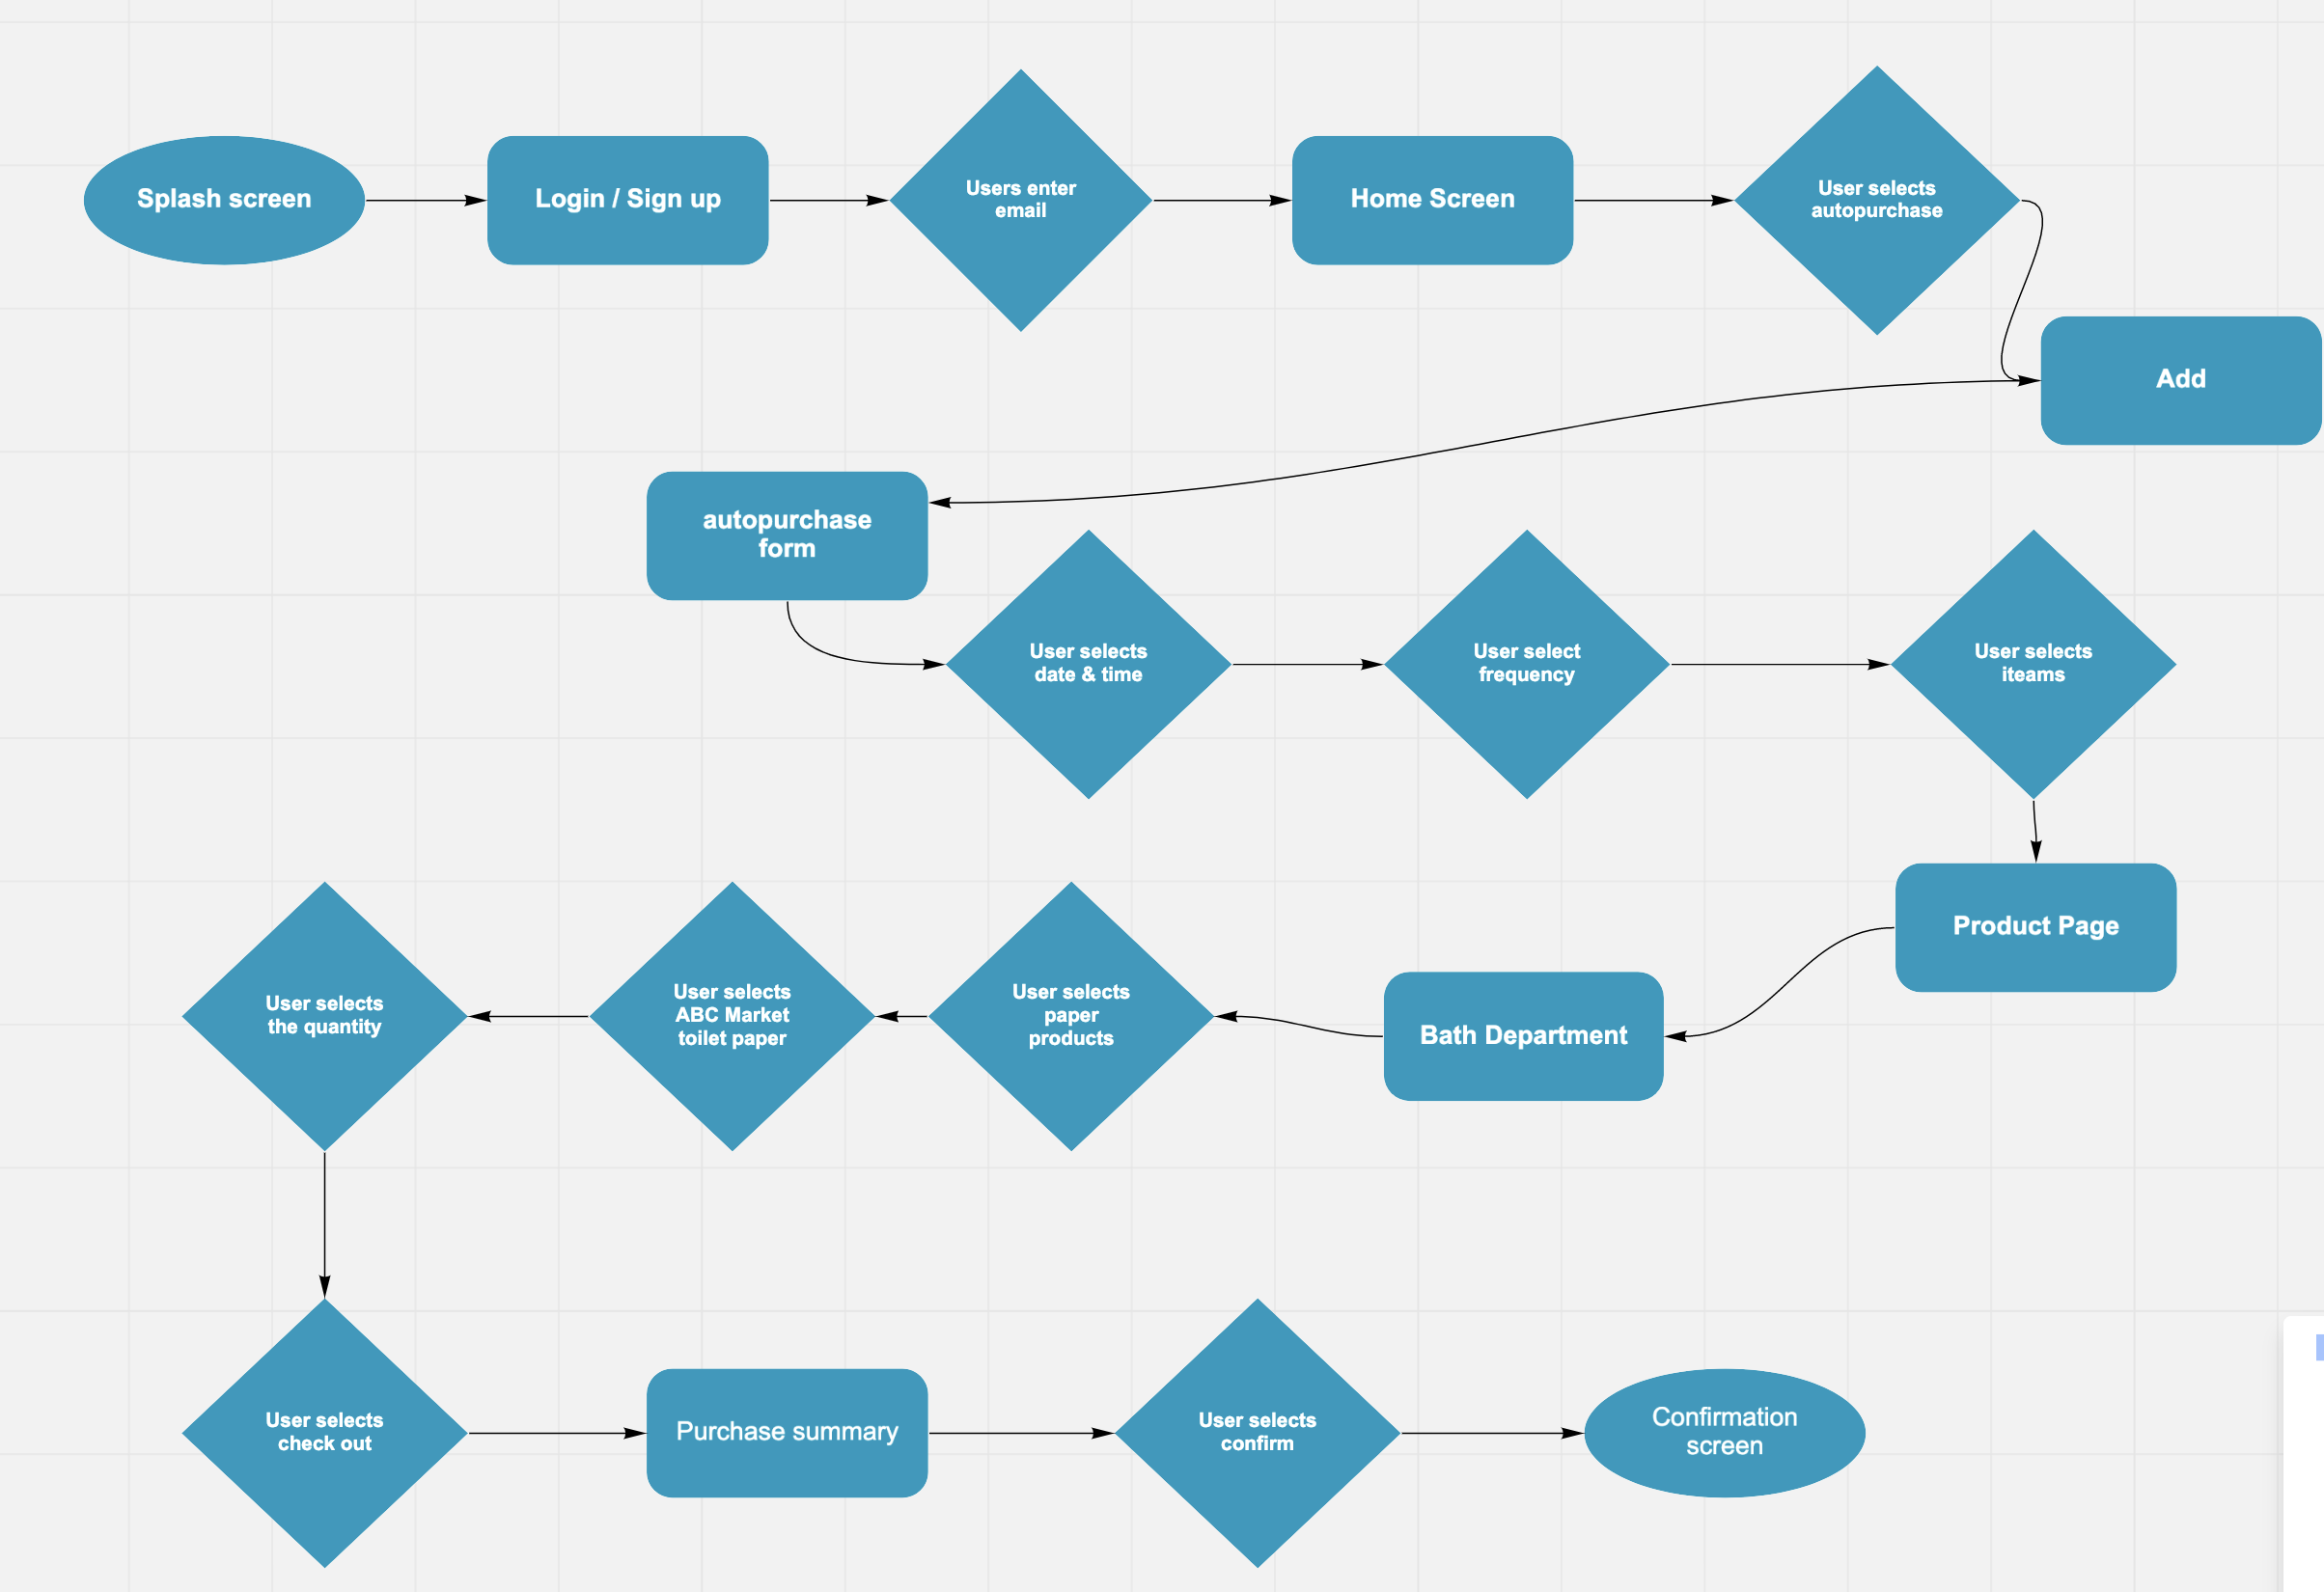 Splash screen
Login / Sign up
Users enter
email
Home Screen
User selects
autopurchase
Add
autopurchase
form
User selects
date & time
User select
frequency
User selects
iteams
Product Page
Bath Department
User selects
paper
products
User selects
ABC Market
toilet paper
User selects
the quantity
User selects
check out
Purchase summary
User selects
confirm
Confirmation
screen